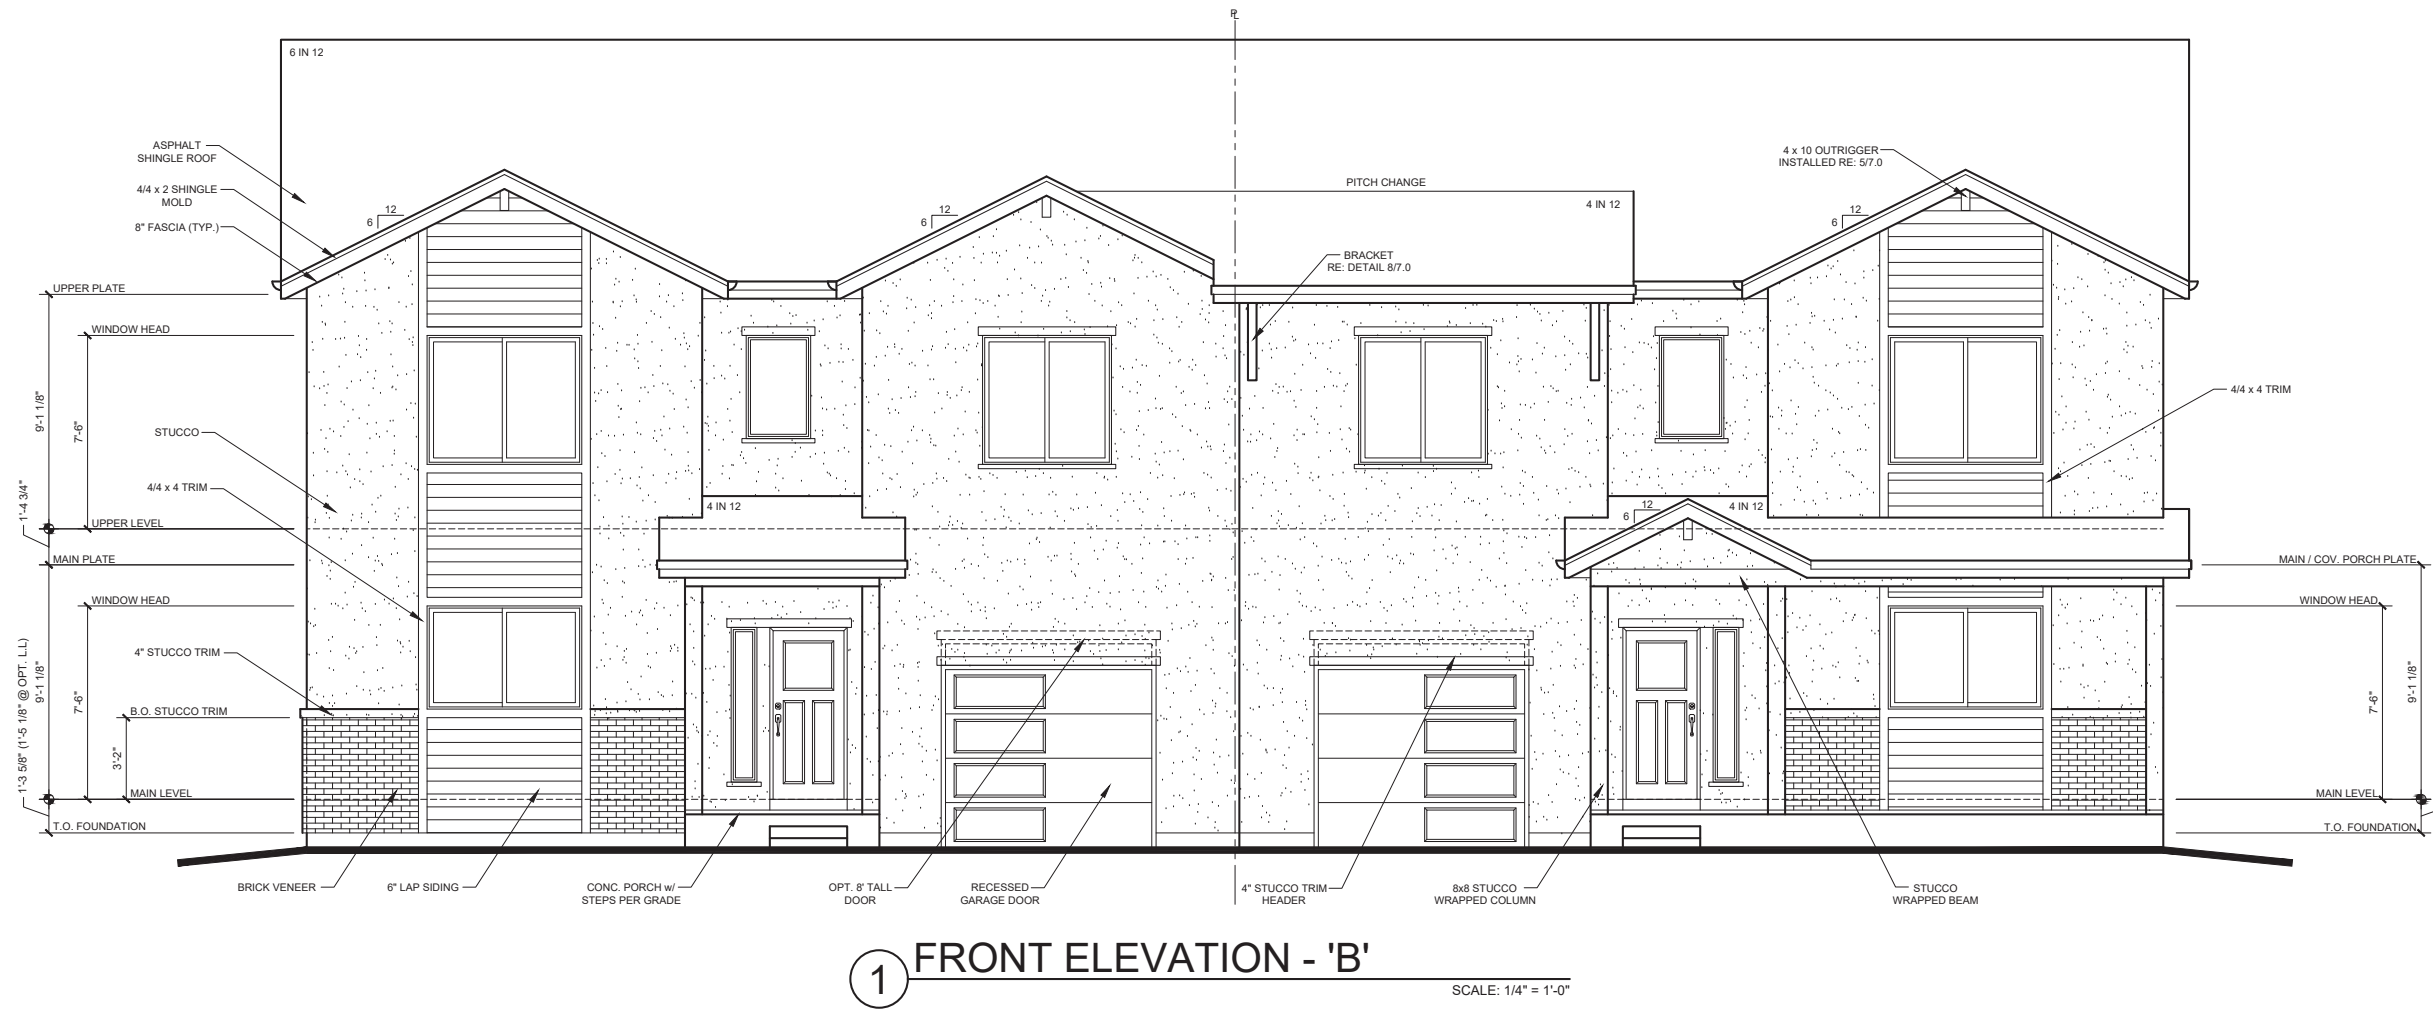 PL
6 IN 12
ASPHALT
SHINGLE ROOF
4/4 x 2 SHINGLE
MOLD
8" FASCIA (TYP.)
12
6
12
6
PITCH CHANGE
4 IN 12
BRACKET
RE: DETAIL 8/7.0
4 x 10 OUTRIGGER
INSTALLED RE: 5/7.0
12
6
UPPER PLATE
WINDOW HEAD
9'-1 1/8"
7'-6"
STUCCO
4/4 x 4 TRIM
4/4 x 4 TRIM
1'-4 3/4"
UPPER LEVEL
MAIN PLATE
WINDOW HEAD
4 IN 12
12
6
4 IN 12
MAIN / COV. PORCH PLATE
WINDOW HEAD
4" STUCCO TRIM
9'-1 1/8"
7'-6"
1'-3 5/8" (1'-5 1/8" @ OPT. L.L)
B.O. STUCCO TRIM
3'-2"
MAIN LEVEL
T.O. FOUNDATION
7'-6"
9'-1 1/8"
MAIN LEVEL
T.O. FOUNDATION
BRICK VENEER
6" LAP SIDING
CONC. PORCH w/
STEPS PER GRADE
OPT. 8' TALL
DOOR
RECESSED
GARAGE DOOR
4" STUCCO TRIM
HEADER
8x8 STUCCO
WRAPPED COLUMN
STUCCO
WRAPPED BEAM
1
FRONT ELEVATION - 'B'
SCALE: 1/4" = 1'-0"